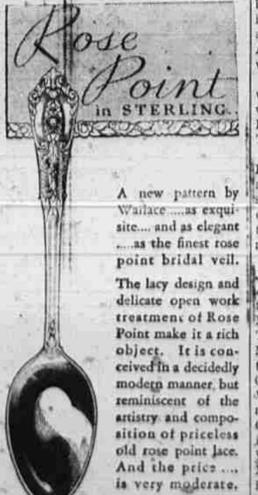 Rose
Point
in STERLING..
A new pattern by
Wallace ....as exqui-
site.... and as elegant
.....as the finest rose
point bridal veil.
The lacy design and
delicate open work
treatment of Rose
Point make it a rich
object. It is con-
ceived in a decidedly
modern manner, but
reminiscent of the
artistry and compo-
sition of priceless
old rose point lace.
And the price ....
is very moderate.